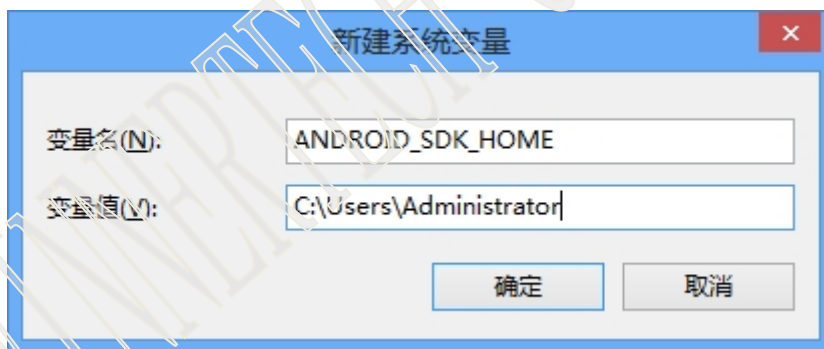 新建系统变量
变量名(N): ANDROID_SDK_HOME
变量值(V): C:\Users\Administrator
确定 取消